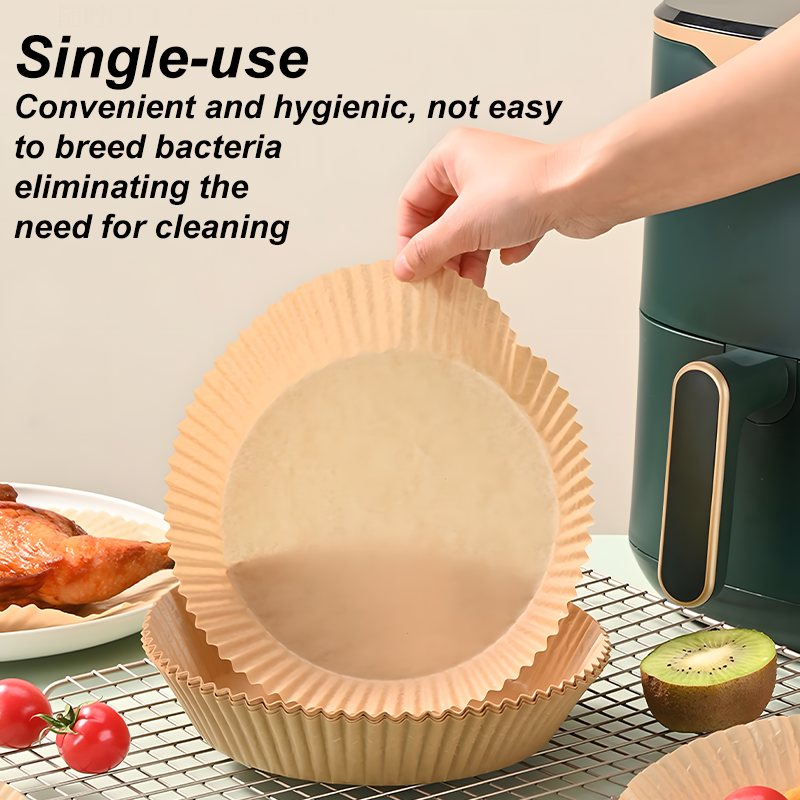 Single-use
Convenient and hygienic, not easy
to breed bacteria
eliminating the
need for cleaning